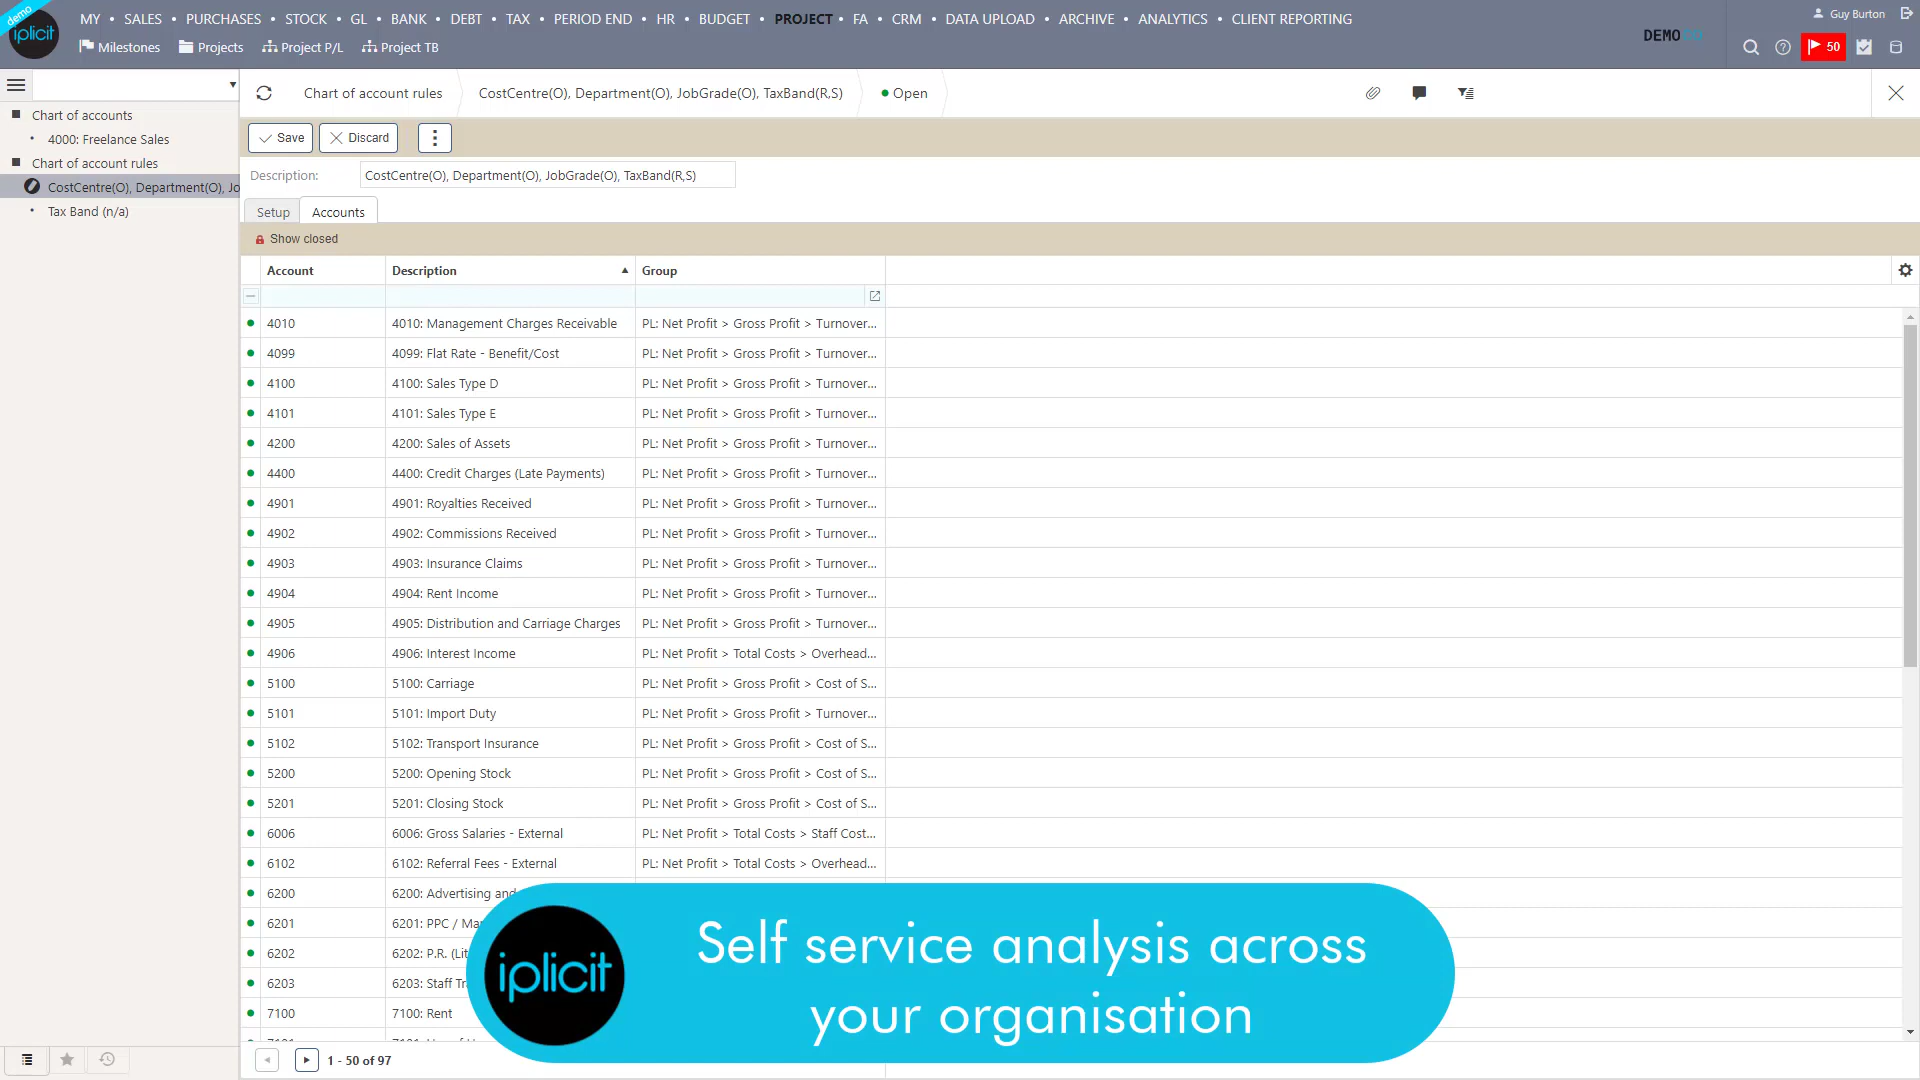 demo
iplicit
MY • SALES • PURCHASES • STOCK • GL • BANK • DEBT • TAX • PERIOD END • HR • BUDGET • PROJECT • FA • CRM • DATA UPLOAD • ARCHIVE • ANALYTICS • CLIENT REPORTING
Guy Burton
Milestones Projects Project P/L Project TB
DEMO
50
Chart of account rules CostCentre(O), Department(O), JobGrade(O), TaxBand(R,S) Open
Chart of accounts
4000: Freelance Sales
Chart of account rules
CostCentre(O), Department(O), Jo
Tax Band (n/a)
Save Discard
Description: CostCentre(O), Department(O), JobGrade(O), TaxBand(R,S)
Setup Accounts
Show closed
Account Description Group
4010 4010: Management Charges Receivable PL: Net Profit > Gross Profit > Turnover...
4099 4099: Flat Rate - Benefit/Cost PL: Net Profit > Gross Profit > Turnover...
4100 4100: Sales Type D PL: Net Profit > Gross Profit > Turnover...
4101 4101: Sales Type E PL: Net Profit > Gross Profit > Turnover...
4200 4200: Sales of Assets PL: Net Profit > Gross Profit > Turnover...
4400 4400: Credit Charges (Late Payments) PL: Net Profit > Gross Profit > Turnover...
4901 4901: Royalties Received PL: Net Profit > Gross Profit > Turnover...
4902 4902: Commissions Received PL: Net Profit > Gross Profit > Turnover...
4903 4903: Insurance Claims PL: Net Profit > Gross Profit > Turnover...
4904 4904: Rent Income PL: Net Profit > Gross Profit > Turnover...
4905 4905: Distribution and Carriage Charges PL: Net Profit > Gross Profit > Turnover...
4906 4906: Interest Income PL: Net Profit > Total Costs > Overhead...
5100 5100: Carriage PL: Net Profit > Gross Profit > Cost of S...
5101 5101: Import Duty PL: Net Profit > Gross Profit > Turnover...
5102 5102: Transport Insurance PL: Net Profit > Gross Profit > Cost of S...
5200 5200: Opening Stock PL: Net Profit > Gross Profit > Cost of S...
5201 5201: Closing Stock PL: Net Profit > Gross Profit > Cost of S...
6006 6006: Gross Salaries - External PL: Net Profit > Total Costs > Staff Cost...
6102 6102: Referral Fees - External PL: Net Profit > Total Costs > Overhead...
6200 6200: Advertising and
6201 6201: PPC / Ma
6202 6202: P.R. (Lit
6203 6203: Staff Tr
7100 7100: Rent
1 - 50 of 97
iplicit
Self service analysis across
your organisation